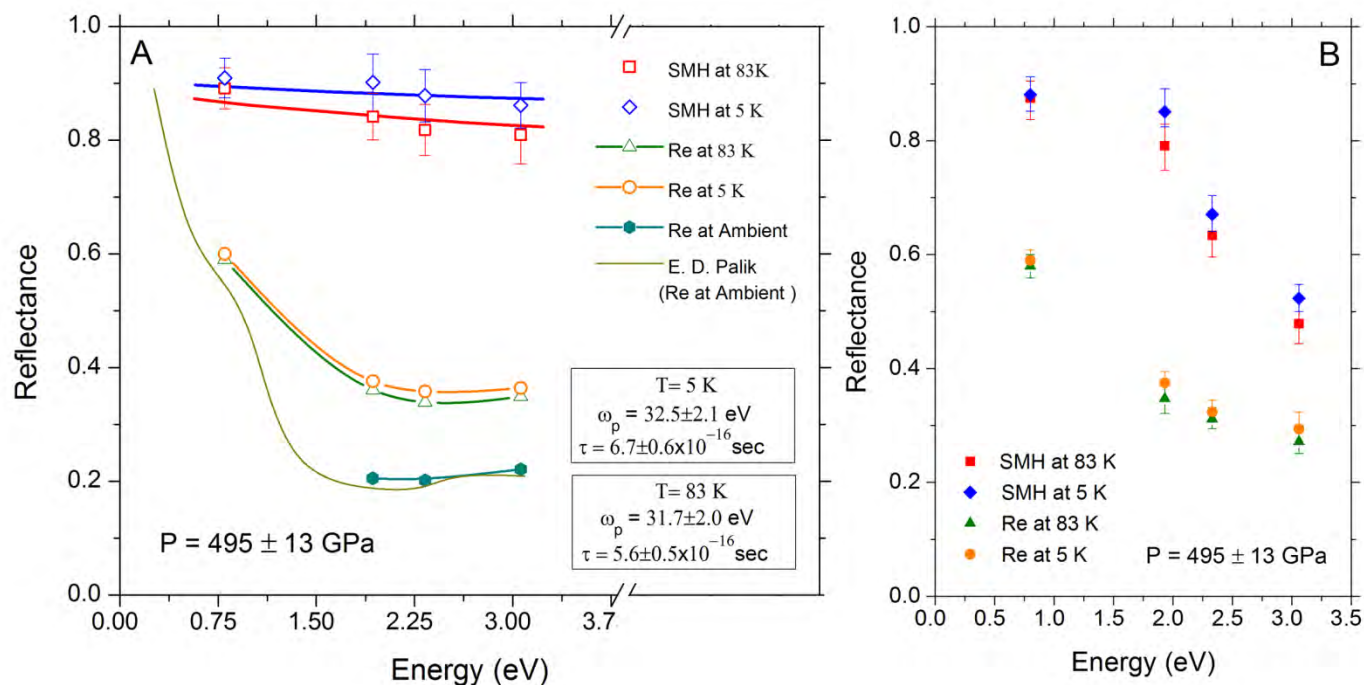 A
1.0
0.8
0.6
0.4
0.2
0.0
Reflectance
0.00
0.75
1.50
2.25
3.00
3.7
Energy (eV)
SMH at 83K
SMH at 5 K
Re at 83 K
Re at 5 K
Re at Ambient
E. D. Palik
(Re at Ambient )
T= 5 K
ωp = 32.5±2.1 eV
τ = 6.7±0.6x10⁻¹⁶ sec
T= 83 K
ωp = 31.7±2.0 eV
τ = 5.6±0.5x10⁻¹⁶ sec
P = 495 ± 13 GPa
B
1.0
0.8
0.6
0.4
0.2
0.0
Reflectance
0.0
0.5
1.0
1.5
2.0
2.5
3.0
3.5
Energy (eV)
SMH at 83 K
SMH at 5 K
Re at 83 K
Re at 5 K
P = 495 ± 13 GPa